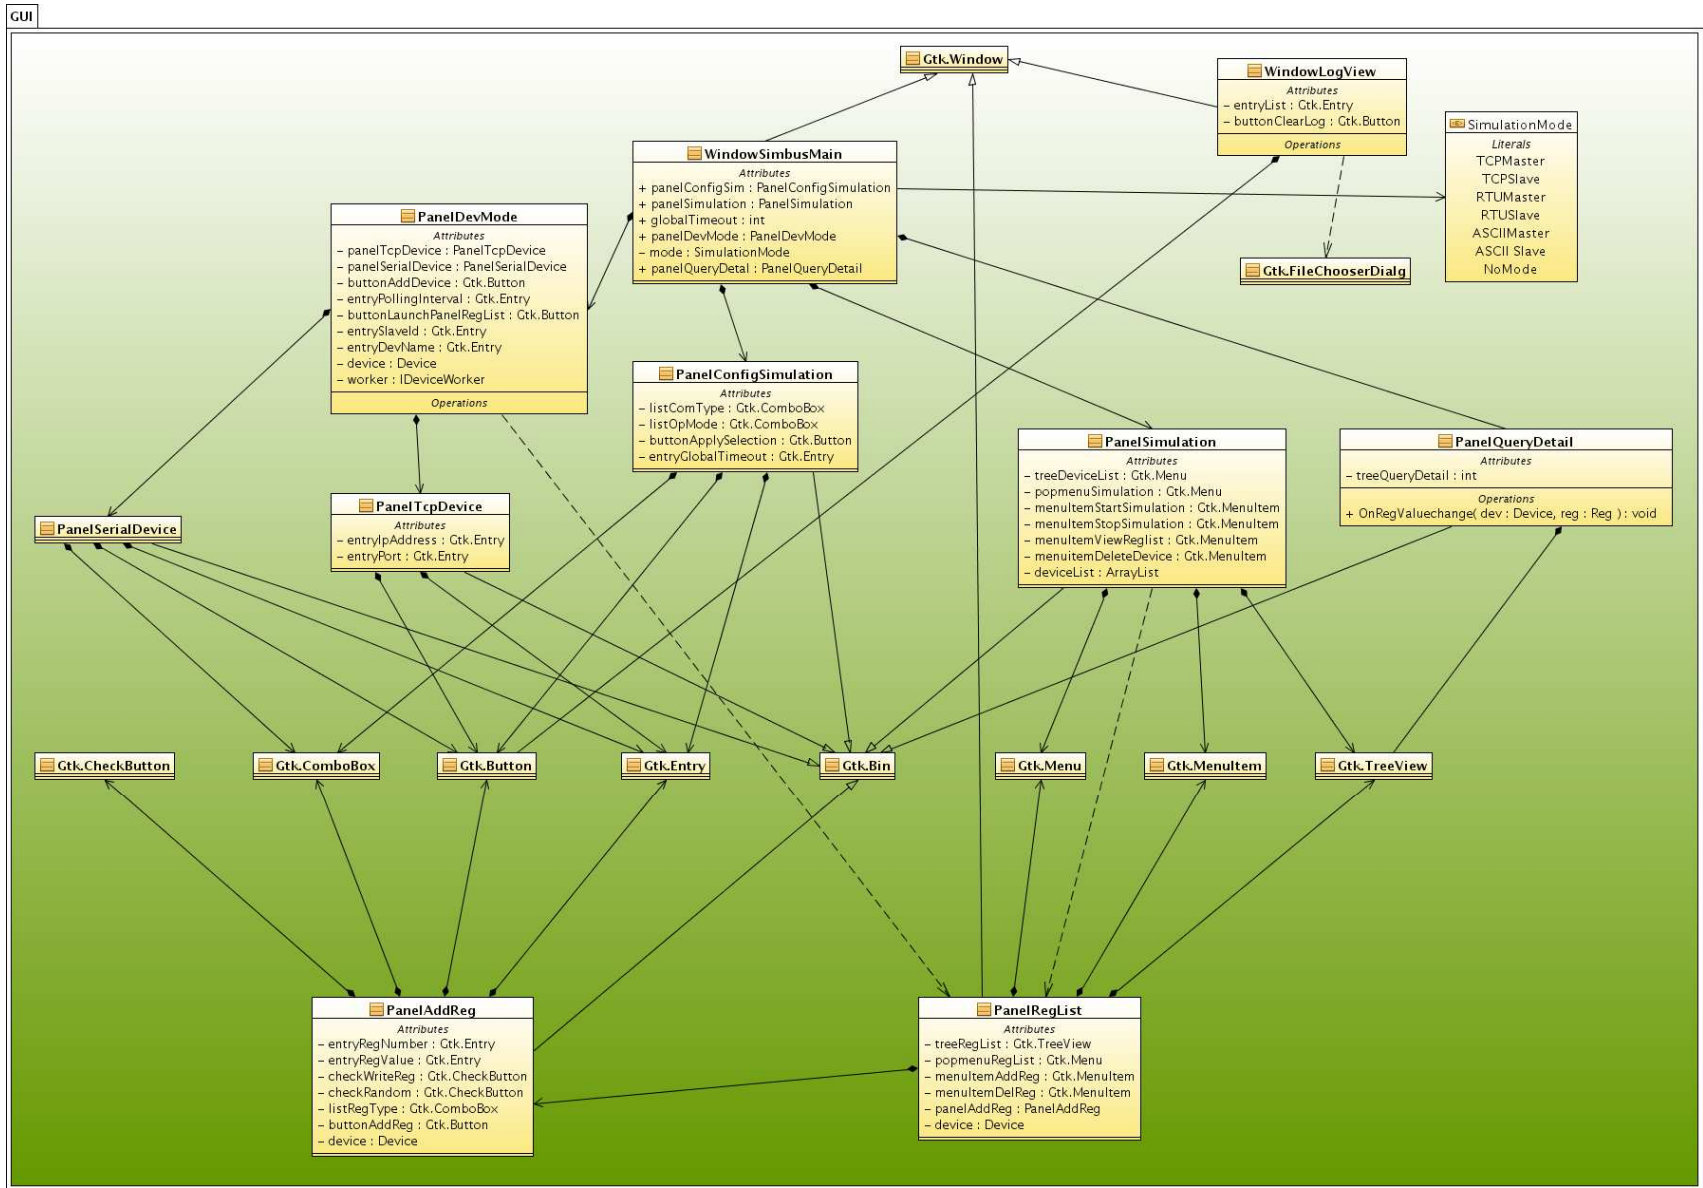 GUI
Gtk.Window
WindowLogView
Attributes
– entryList : Gtk.Entry
– buttonClearLog : Gtk.Button
Operations
SimulationMode
Literals
TCPMaster
TCPSlave
RTUMaster
RTUSlave
ASCIIMaster
ASCII Slave
NoMode
WindowSimbusMain
Attributes
+ panelConfigSim : PanelConfigSimulation
+ panelSimulation : PanelSimulation
+ globalTimeout : int
+ panelDevMode : PanelDevMode
– mode : SimulationMode
+ panelQueryDetal : PanelQueryDetail
PanelDevMode
Attributes
– panelTcpDevice : PanelTcpDevice
– panelSerialDevice : PanelSerialDevice
– buttonAddDevice : Gtk.Button
– entryPollingInterval : Gtk.Entry
– buttonLaunchPanelRegList : Gtk.Button
– entrySlaveId : Gtk.Entry
– entryDevName : Gtk.Entry
– device : Device
– worker : IDeviceWorker
Operations
Gtk.FileChooserDialg
PanelConfigSimulation
Attributes
– listComType : Gtk.ComboBox
– listOpMode : Gtk.ComboBox
– buttonApplySelection : Gtk.Button
– entryGlobalTimeout : Gtk.Entry
PanelSimulation
Attributes
– treeDeviceList : Gtk.Menu
– popmenuSimulation : Gtk.Menu
– menuItemStartSimulation : Gtk.MenuItem
– menuItemStopSimulation : Gtk.MenuItem
– menuItemViewReglist : Gtk.MenuItem
– menuitemDeleteDevice : Gtk.MenuItem
– deviceList : ArrayList
PanelQueryDetail
Attributes
– treeQueryDetail : int
Operations
+ OnRegValuechange( dev : Device, reg : Reg ) : void
PanelSerialDevice
PanelTcpDevice
Attributes
– entryIpAddress : Gtk.Entry
– entryPort : Gtk.Entry
Gtk.CheckButton
Gtk.ComboBox
Gtk.Button
Gtk.Entry
Gtk.Bin
Gtk.Menu
Gtk.MenuItem
Gtk.TreeView
PanelAddReg
Attributes
– entryRegNumber : Gtk.Entry
– entryRegValue : Gtk.Entry
– checkWriteReg : Gtk.CheckButton
– checkRandom : Gtk.CheckButton
– listRegType : Gtk.ComboBox
– buttonAddReg : Gtk.Button
– device : Device
PanelRegList
Attributes
– treeRegList : Gtk.TreeView
– popmenuRegList : Gtk.Menu
– menuItemAddReg : Gtk.MenuItem
– menuItemDelReg : Gtk.MenuItem
– panelAddReg : PanelAddReg
– device : Device